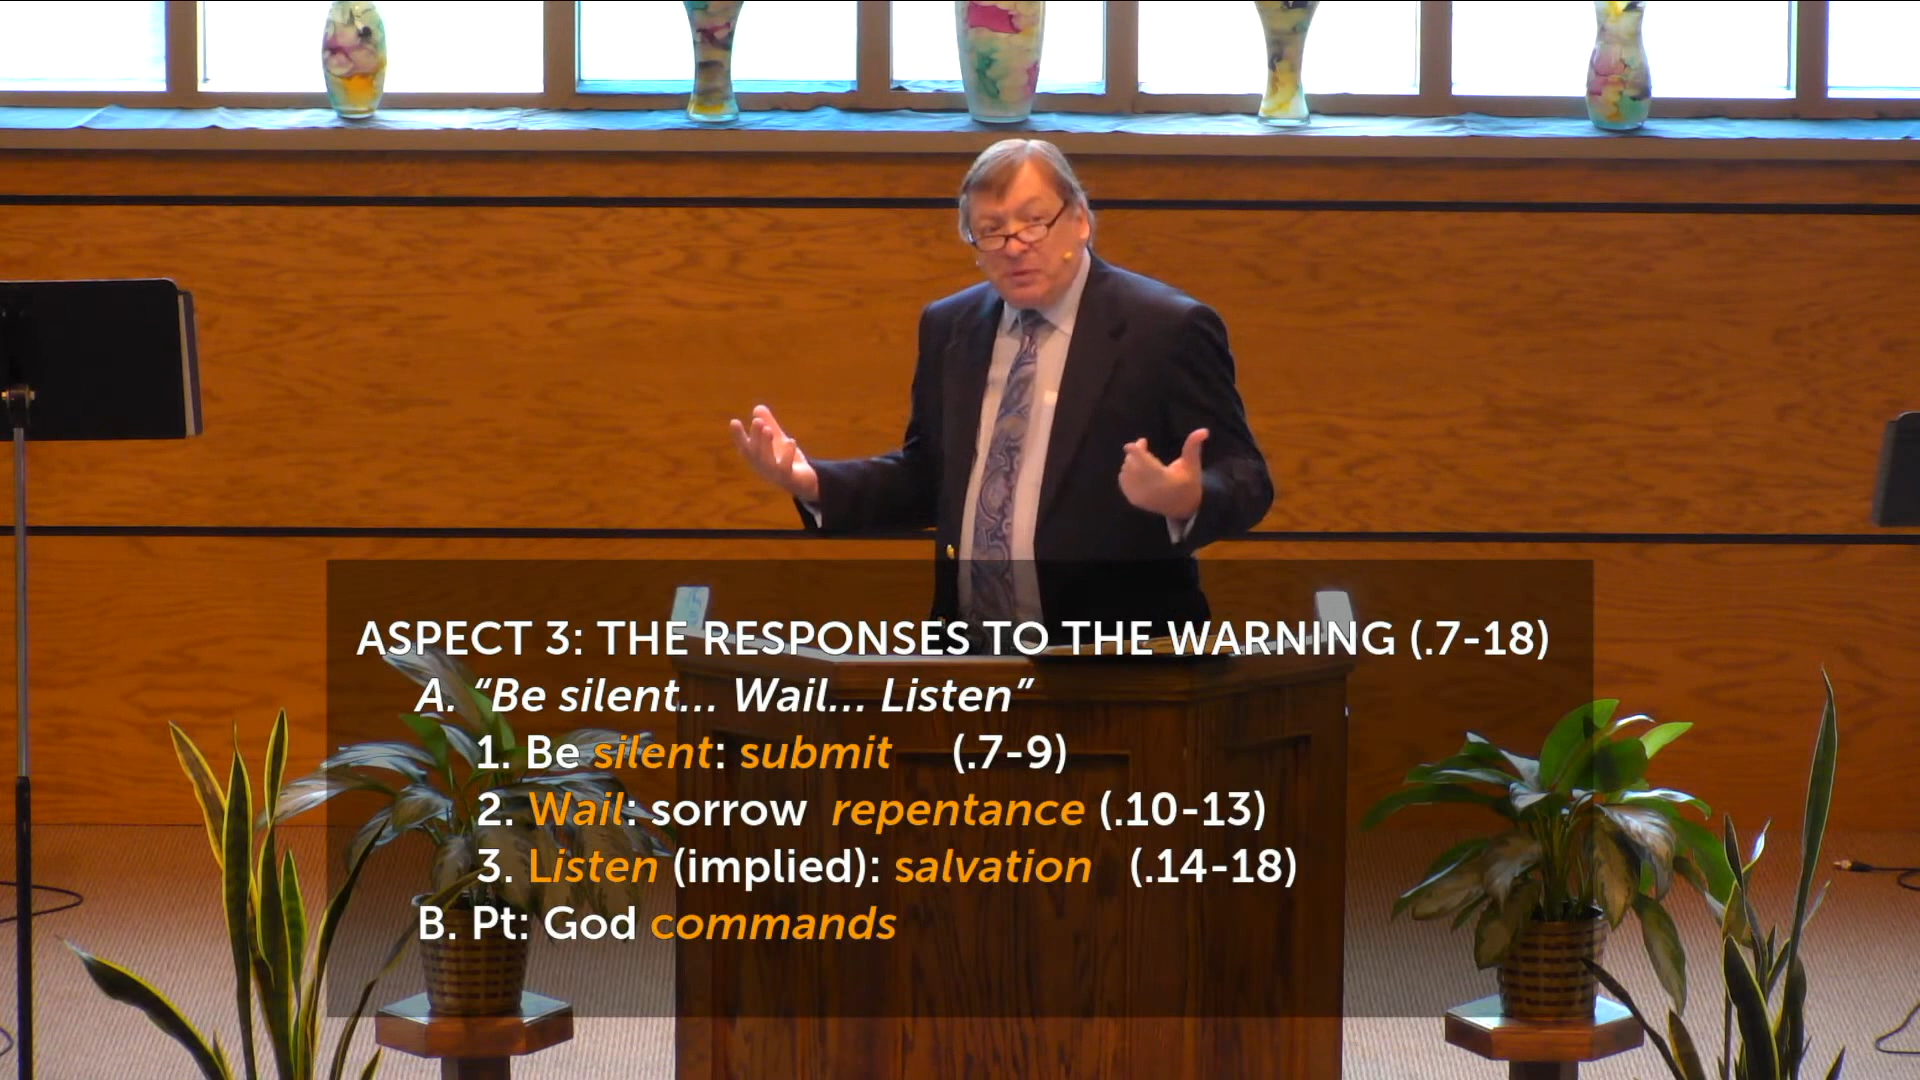 ASPECT 3: THE RESPONSES TO THE WARNING (.7-18)
A. “Be silent... Wail... Listen”
1. Be silent: submit (.7-9)
2. Wail: sorrow repentance (.10-13)
3. Listen (implied): salvation (.14-18)
B. Pt: God commands